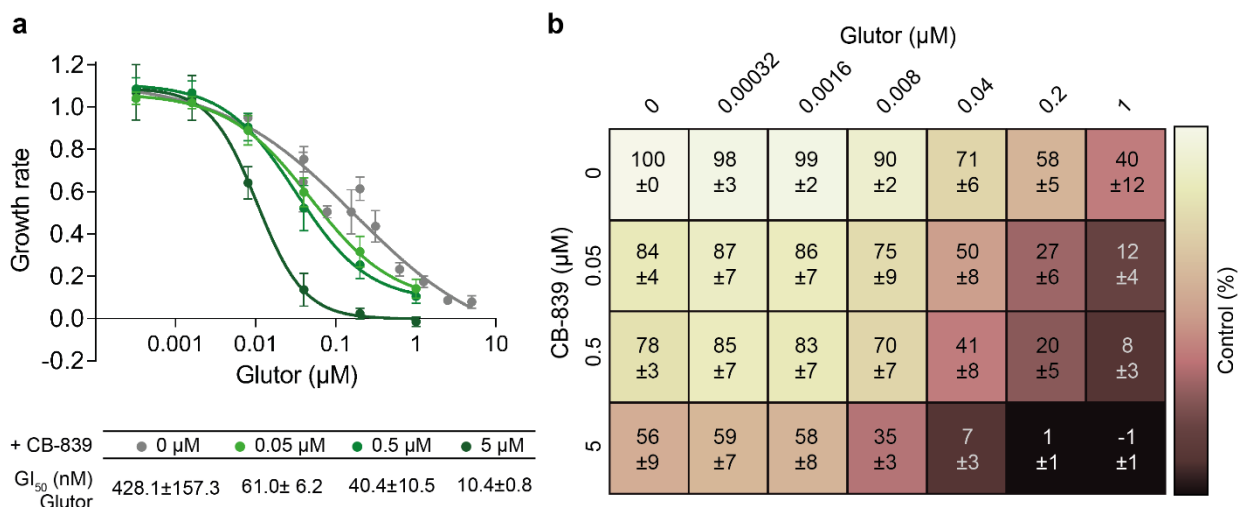 a
1.2
1.0
0.8
0.6
0.4
0.2
0.0
-0.2
Growth rate
0.001 0.01 0.1 1 10
Glutor (µM)
+ CB-839 0 µM 0.05 µM 0.5 µM 5 µM
GI50 (nM) Glutor 428.1±157.3 61.0± 6.2 40.4±10.5 10.4±0.8
b
Glutor (µM)
0 0.00032 0.0016 0.008 0.04 0.2 1
CB-839 (µM)
0
100 98 99 90 71 58 40
±0 ±3 ±2 ±2 ±6 ±5 ±12
0.05
84 87 86 75 50 27 12
±4 ±7 ±7 ±9 ±8 ±6 ±4
0.5
78 85 83 70 41 20 8
±3 ±7 ±7 ±7 ±8 ±5 ±3
5
56 59 58 35 7 1 -1
±9 ±7 ±8 ±3 ±3 ±1 ±1
Control (%)